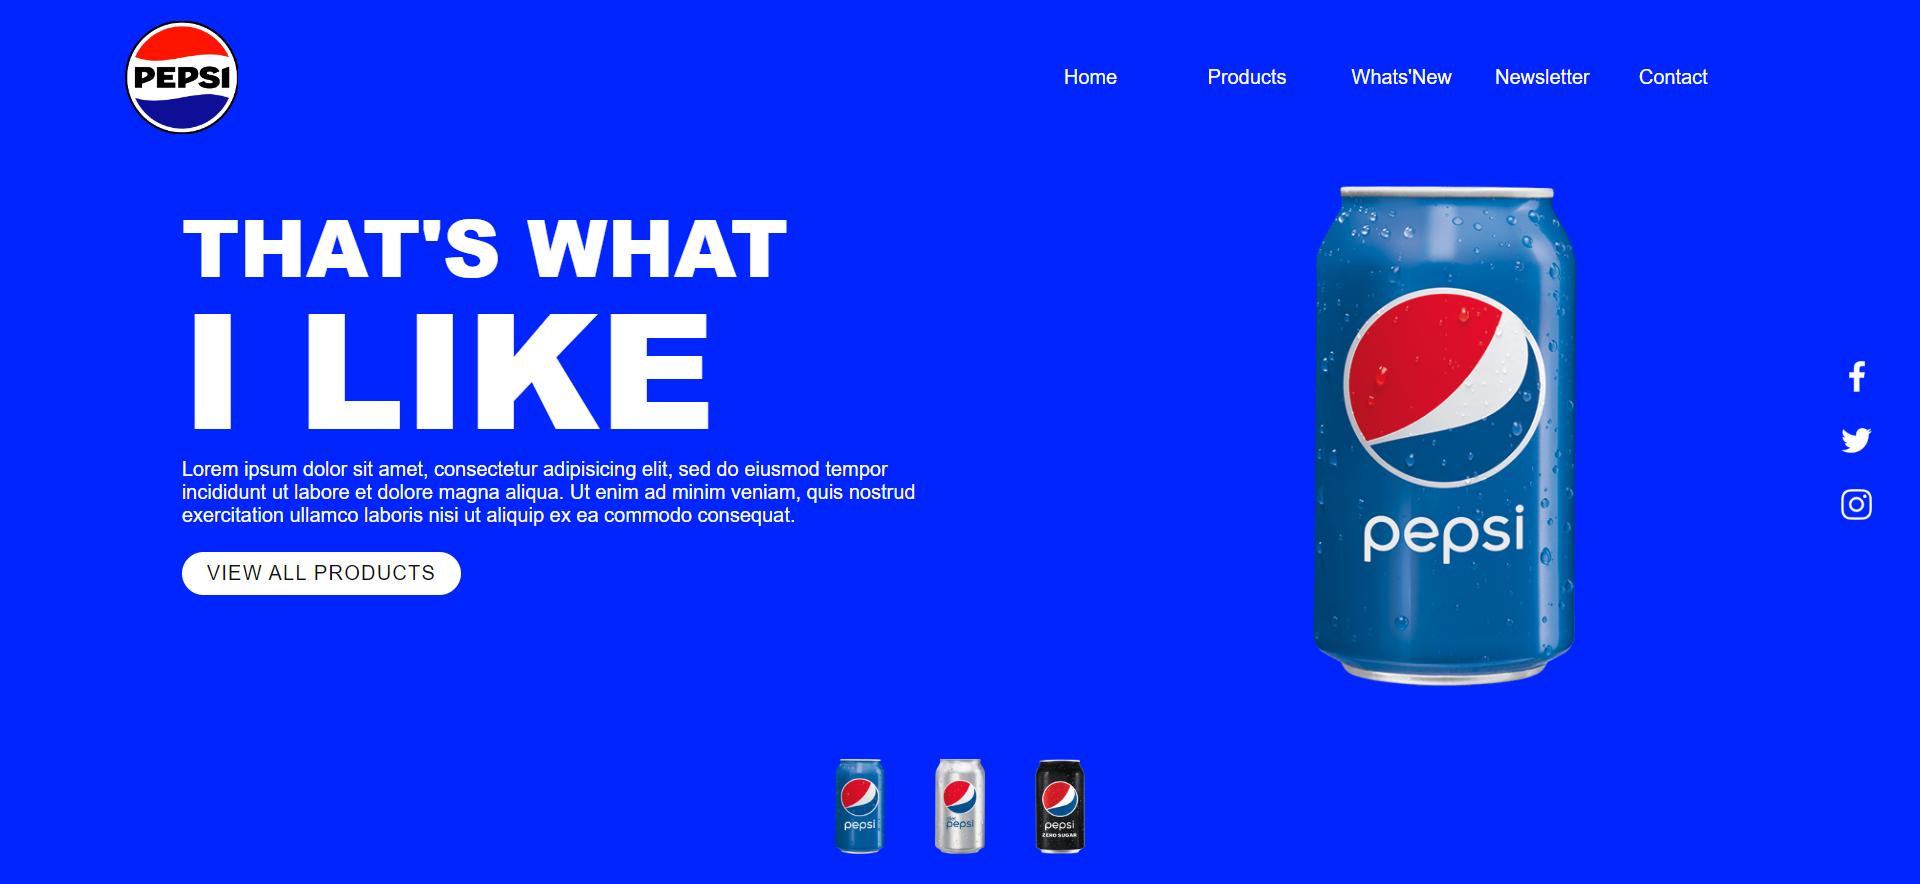 PEPSI
Home Products Whats'New Newsletter Contact
THAT'S WHAT
I LIKE
Lorem ipsum dolor sit amet, consectetur adipisicing elit, sed do eiusmod tempor
incididunt ut labore et dolore magna aliqua. Ut enim ad minim veniam, quis nostrud
exercitation ullamco laboris nisi ut aliquip ex ea commodo consequat.
VIEW ALL PRODUCTS
pepsi
pepsi
diet
pepsi
pepsi
ZERO SUGAR